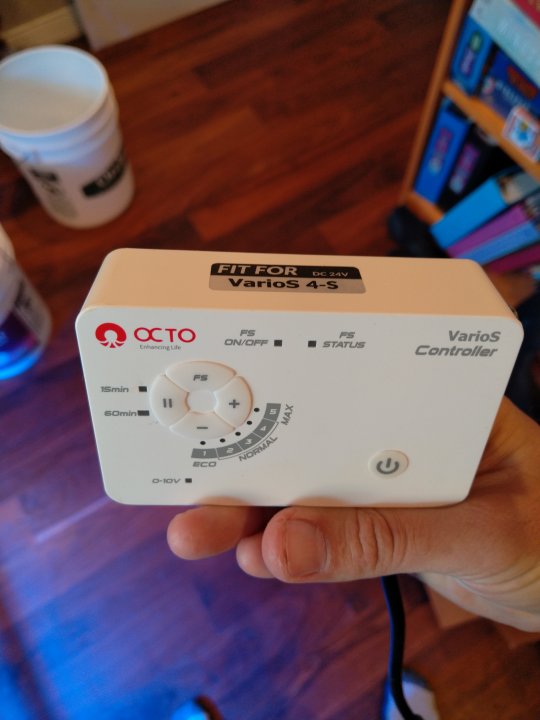 FIT FOR DC 24V
VarioS 4-S
OCTO
Enhancing Life
FS
ON/OFF
FS
STATUS
VarioS
Controller
FS
15min
60min
+
-
1 2 3 4 5
ECO NORMAL MAX
0-10V